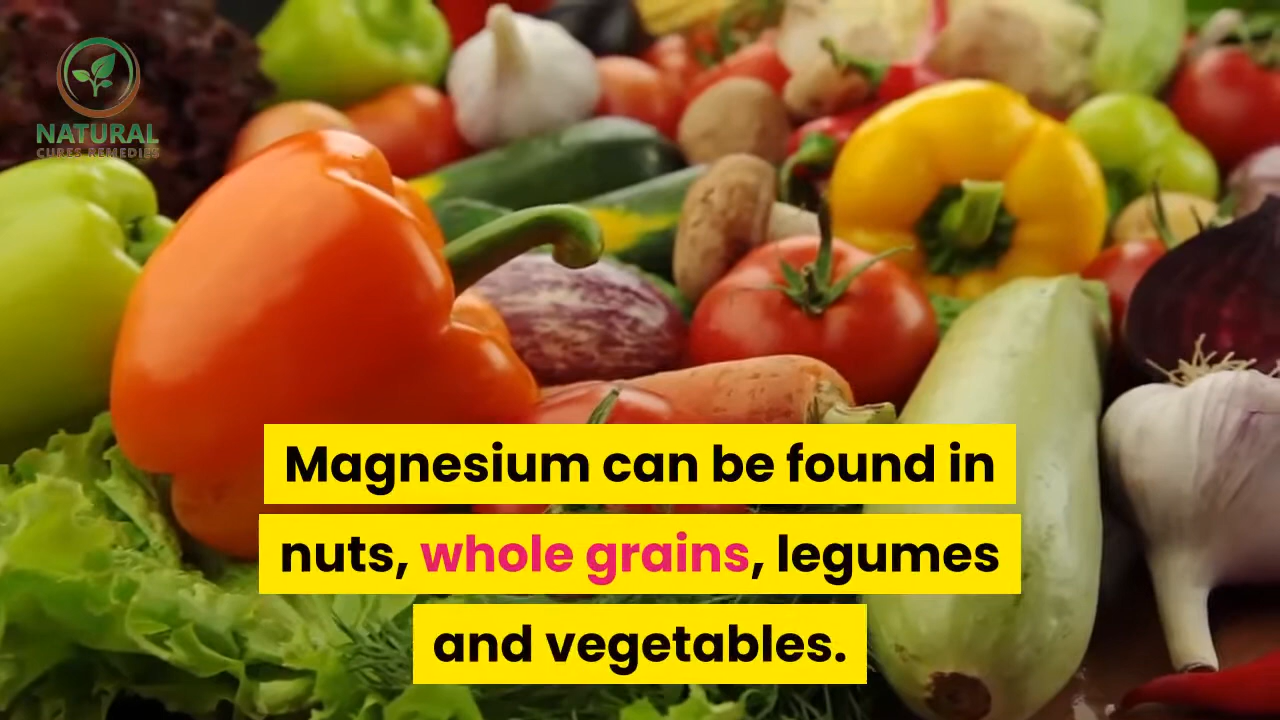 NATURAL
CURES REMEDIES
Magnesium can be found in
nuts, whole grains, legumes
and vegetables.